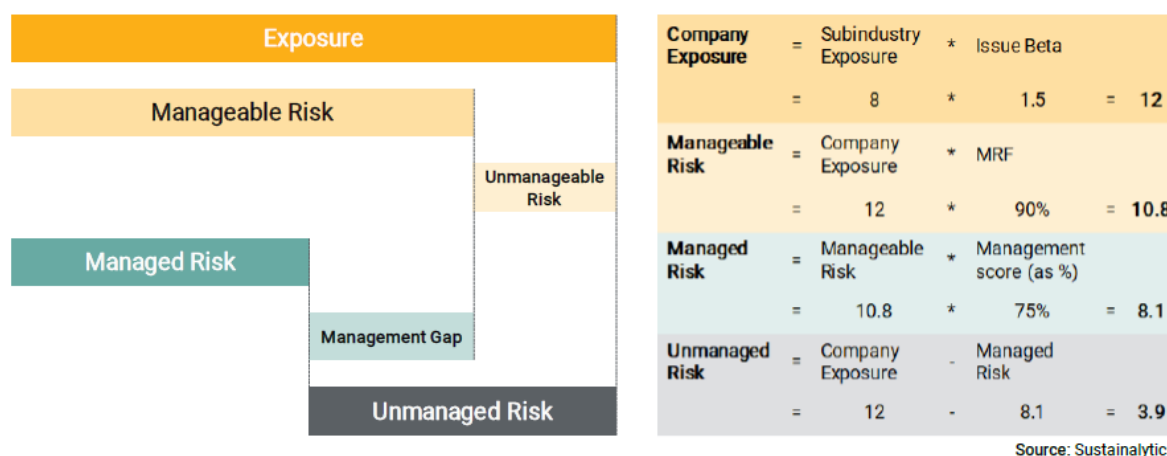 Exposure
Manageable Risk
Unmanageable
Risk
Managed Risk
Management Gap
Unmanaged Risk
Company
Exposure
=
Subindustry
Exposure
*
Issue Beta
= 8 * 1.5 = 12
Manageable
Risk
=
Company
Exposure
*
MRF
= 12 * 90% = 10.8
Managed
Risk
=
Manageable
Risk
*
Management
score (as %)
= 10.8 * 75% = 8.1
Unmanaged
Risk
=
Company
Exposure
-
Managed
Risk
= 12 - 8.1 = 3.9
Source: Sustainalytic